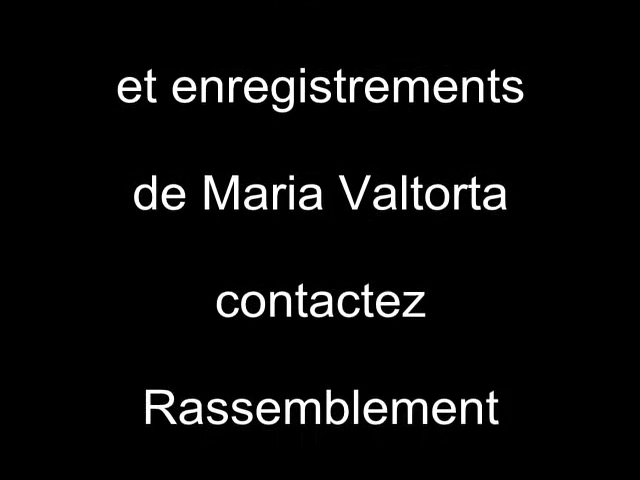 et enregistrements
de Maria Valtorta
contactez
Rassemblement